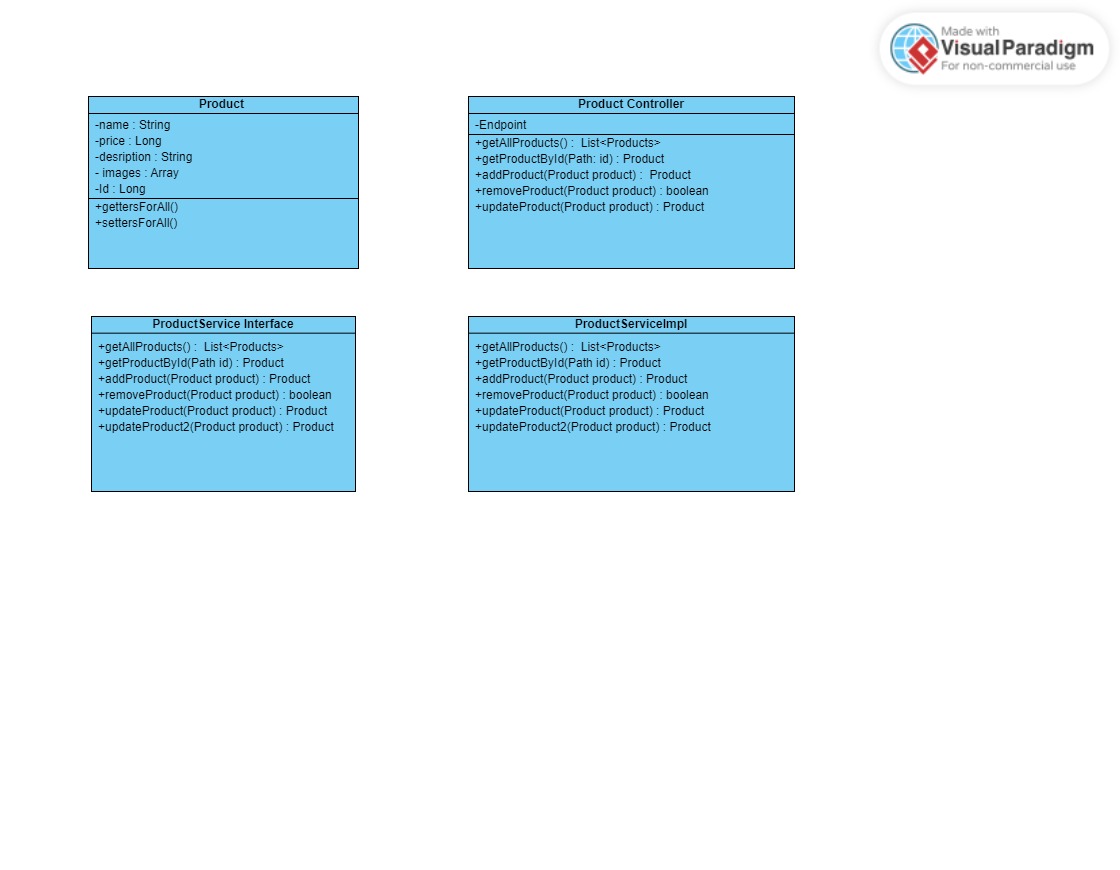 Made with
Visual Paradigm
For non-commercial use
Product
-name : String
-price : Long
-desription : String
- images : Array
-Id : Long
+gettersForAll()
+settersForAll()
Product Controller
-Endpoint
+getAllProducts() :  List<Products>
+getProductById(Path: id) : Product
+addProduct(Product product) :  Product
+removeProduct(Product product) : boolean
+updateProduct(Product product) : Product
ProductService Interface
+getAllProducts() :  List<Products>
+getProductById(Path id) : Product
+addProduct(Product product) : Product
+removeProduct(Product product) : boolean
+updateProduct(Product product) : Product
+updateProduct2(Product product) : Product
ProductServiceImpl
+getAllProducts() :  List<Products>
+getProductById(Path id) : Product
+addProduct(Product product) : Product
+removeProduct(Product product) : boolean
+updateProduct(Product product) : Product
+updateProduct2(Product product) : Product